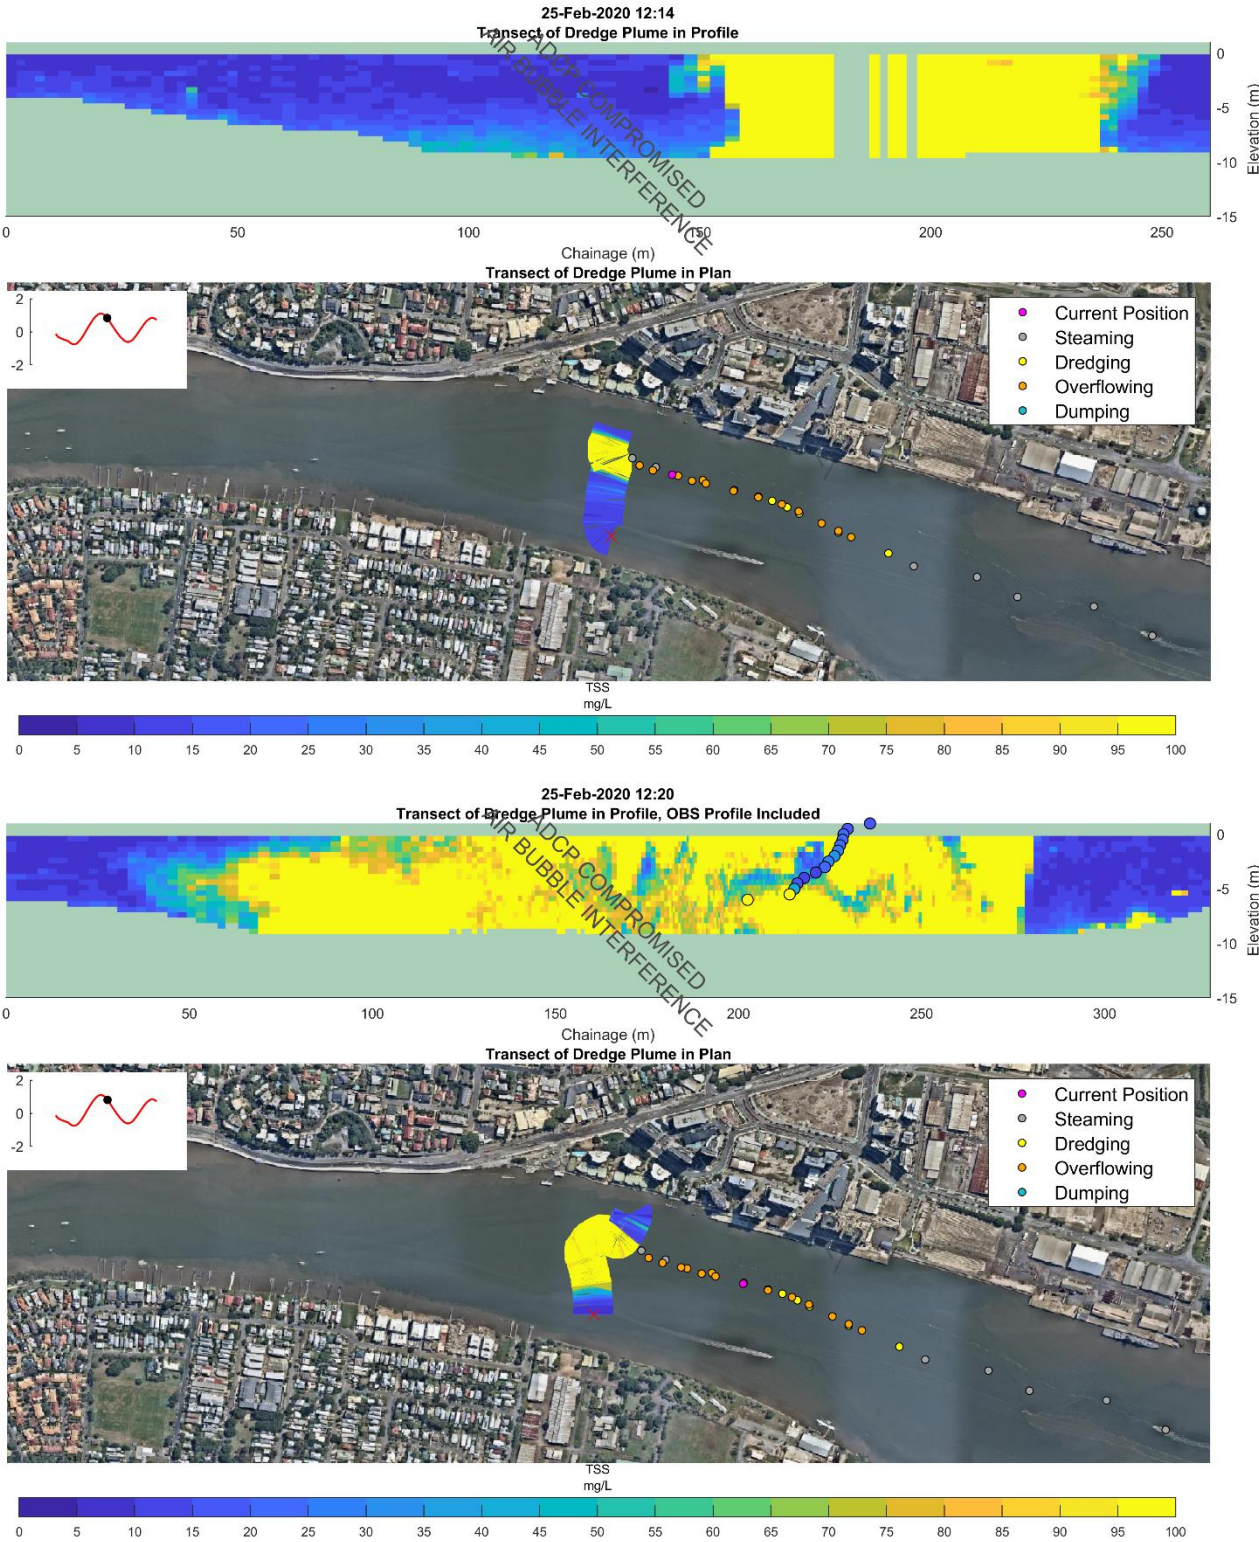 25-Feb-2020 12:14
Transect of Dredge Plume in Profile
ADCP COMPROMISED
AIR BUBBLE INTERFERENCE
0
-5
-10
-15
Elevation (m)
0 50 100 150 200 250
Chainage (m)
Transect of Dredge Plume in Plan
2
0
-2
Current Position
Steaming
Dredging
Overflowing
Dumping
TSS
mg/L
0 5 10 15 20 25 30 35 40 45 50 55 60 65 70 75 80 85 90 95 100
25-Feb-2020 12:20
Transect of Dredge Plume in Profile, OBS Profile Included
ADCP COMPROMISED
AIR BUBBLE INTERFERENCE
0
-5
-10
-15
Elevation (m)
0 50 100 150 200 250 300
Chainage (m)
Transect of Dredge Plume in Plan
2
0
-2
Current Position
Steaming
Dredging
Overflowing
Dumping
TSS
mg/L
0 5 10 15 20 25 30 35 40 45 50 55 60 65 70 75 80 85 90 95 100